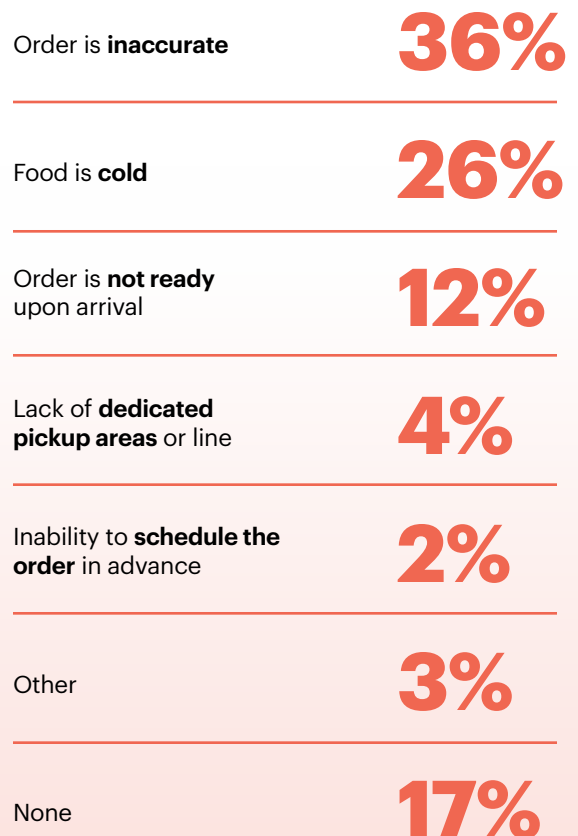 Order is inaccurate 36%
Food is cold 26%
Order is not ready
upon arrival 12%
Lack of dedicated
pickup areas or line 4%
Inability to schedule the
order in advance 2%
Other 3%
None 17%